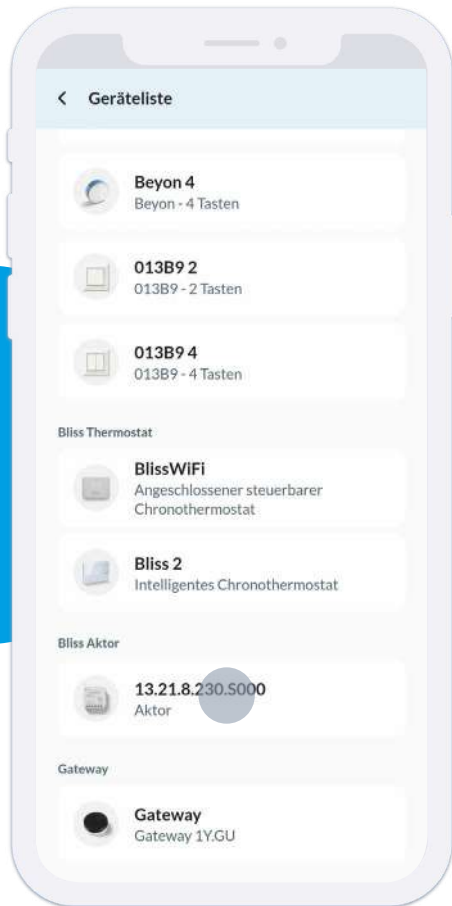 Geräteliste
Beyon 4
Beyon - 4 Tasten
013B9 2
013B9 - 2 Tasten
013B9 4
013B9 - 4 Tasten
Bliss Thermostat
BlissWiFi
Angeschlossener steuerbarer
Chronothermostat
Bliss 2
Intelligentes Chronothermostat
Bliss Aktor
13.21.8.230.S000
Aktor
Gateway
Gateway
Gateway 1Y.GU